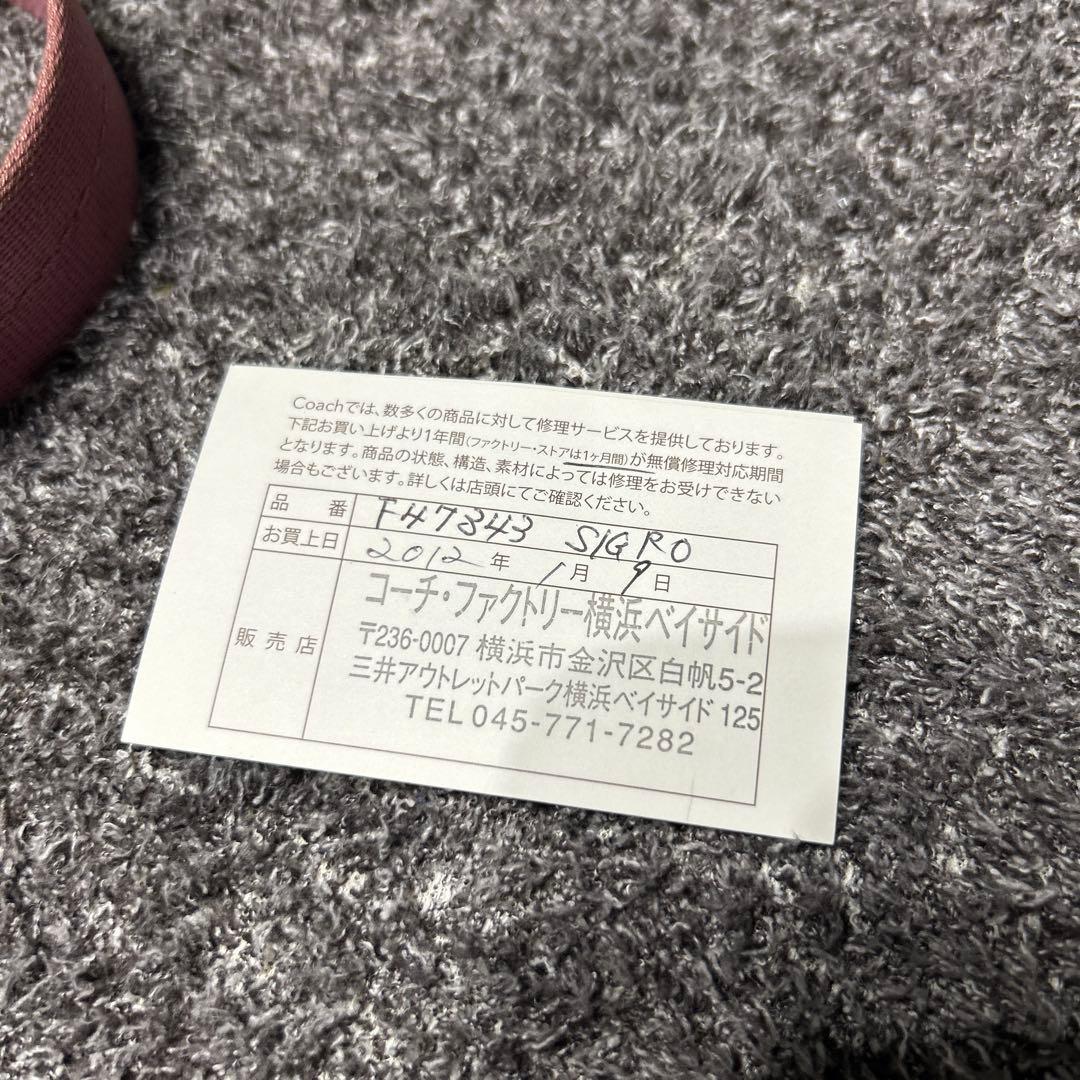 Coachでは、数多くの商品に対して修理サービスを提供しております。
下記お買い上げより1年間(ファクトリー・ストアは1ヶ月間)が無償修理対応期間
となります。商品の状態、構造、素材によっては修理をお受けできない
場合もございます。詳しくは店頭にてご確認ください。
品 番 F47343 SIGRO
お買上日 2012 年 1 月 9 日
販売店
コーチ・ファクトリー横浜ベイサイド
〒236-0007 横浜市金沢区白帆5-2
三井アウトレットパーク横浜ベイサイド 125
TEL 045-771-7282